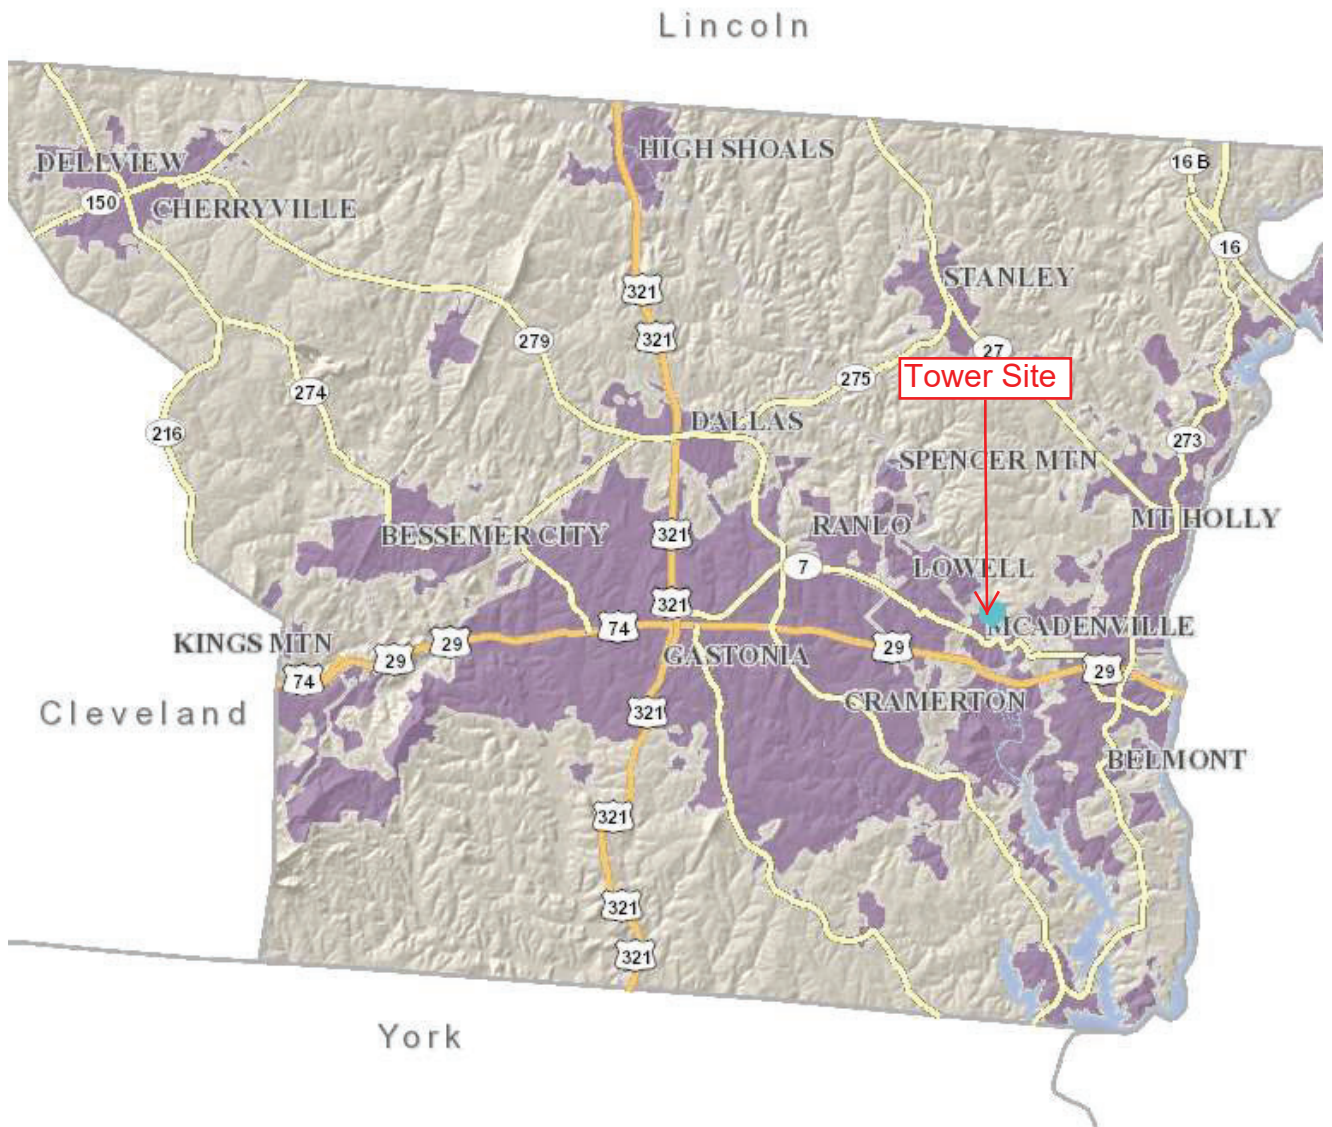 Lincoln
HIGH SHOALS
DELLVIEW
16 B
150
CHERRYVILLE
16
STANLEY
321
321
279
27
Tower Site
275
274
DALLAS
216
273
SPENCER MTN
MT HOLLY
RANLO
BESSEMER CITY
321
7
LOWELL
321
74
MCADENVILLE
KINGS MTN
29
29
GASTONIA
29
29
74
CRAMERTON
Cleveland
321
BELMONT
321
321
321
York